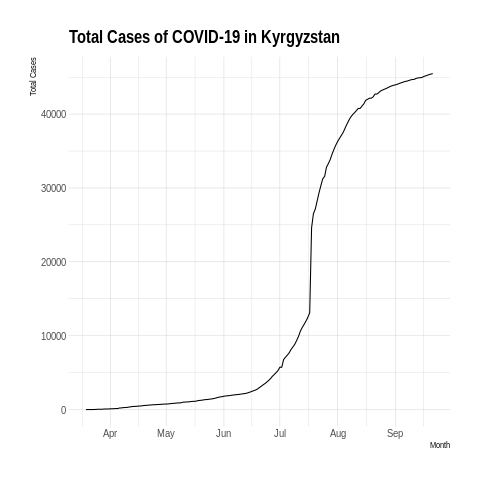 Total Cases of COVID-19 in Kyrgyzstan
Total Cases
40000
30000
20000
10000
0
Apr May Jun Jul Aug Sep
Month